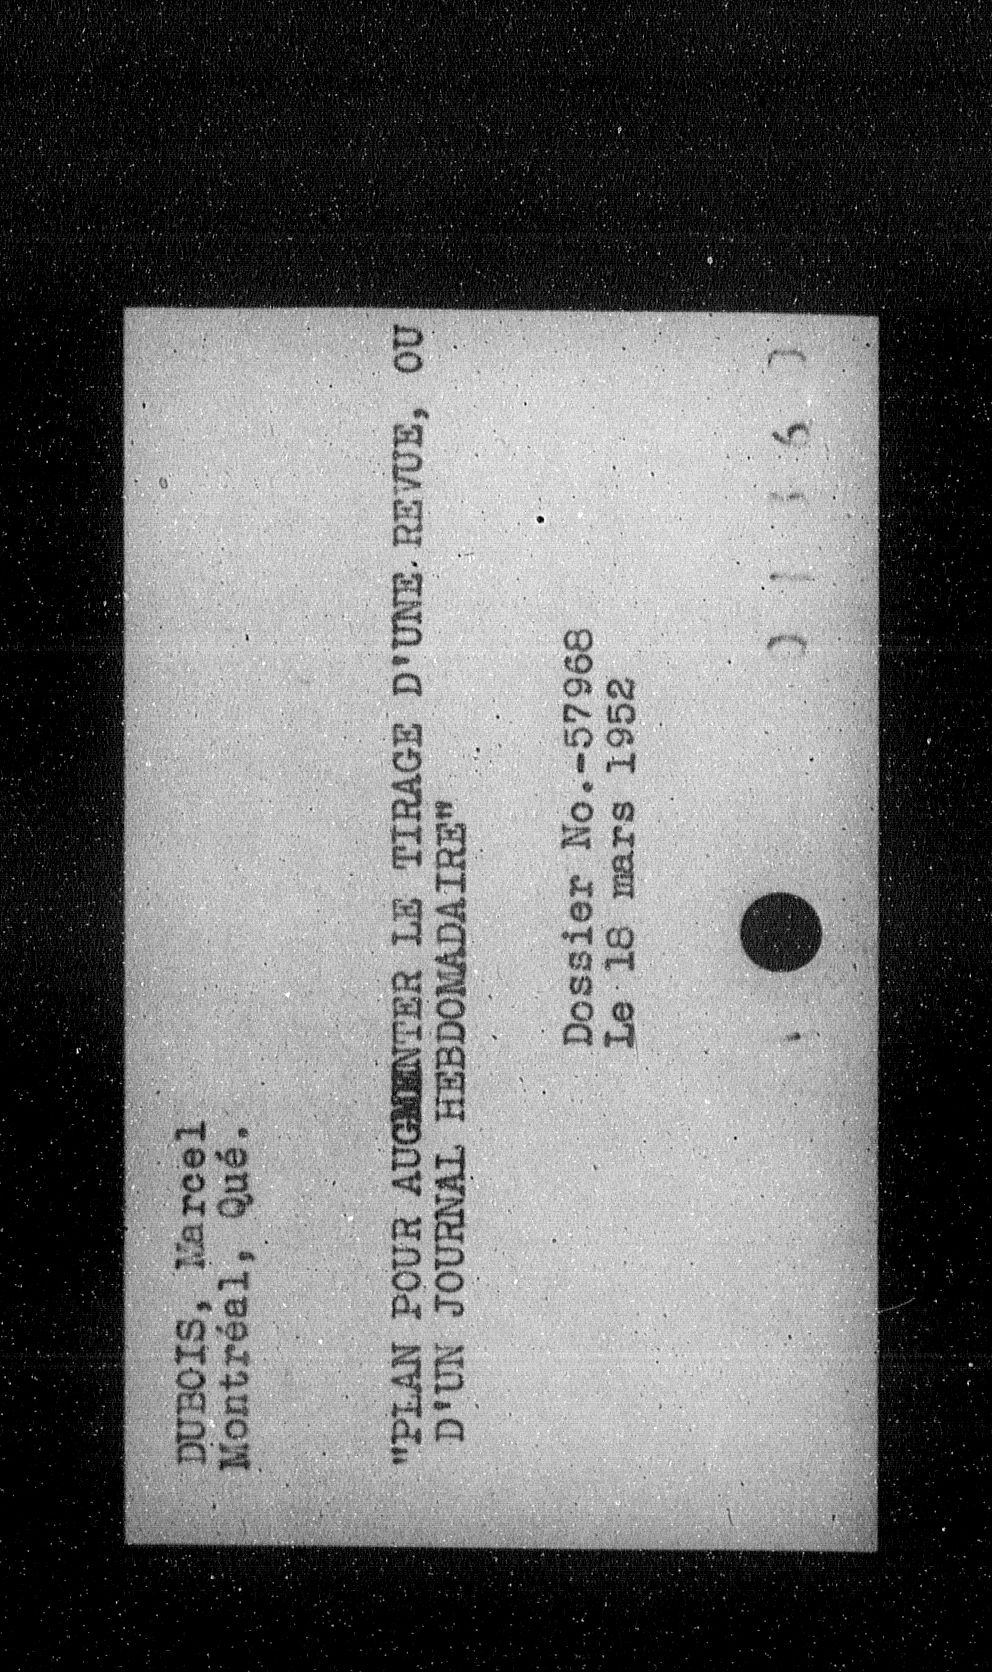 DUBOIS, Marcel
Montréal, Qué.
"PLAN POUR AUGMENTER LE TIRAGE D'UNE REVUE, OU
D'UN JOURNAL HEBDOMADAIRE"
Dossier No.-57968
Le 18 mars 1952